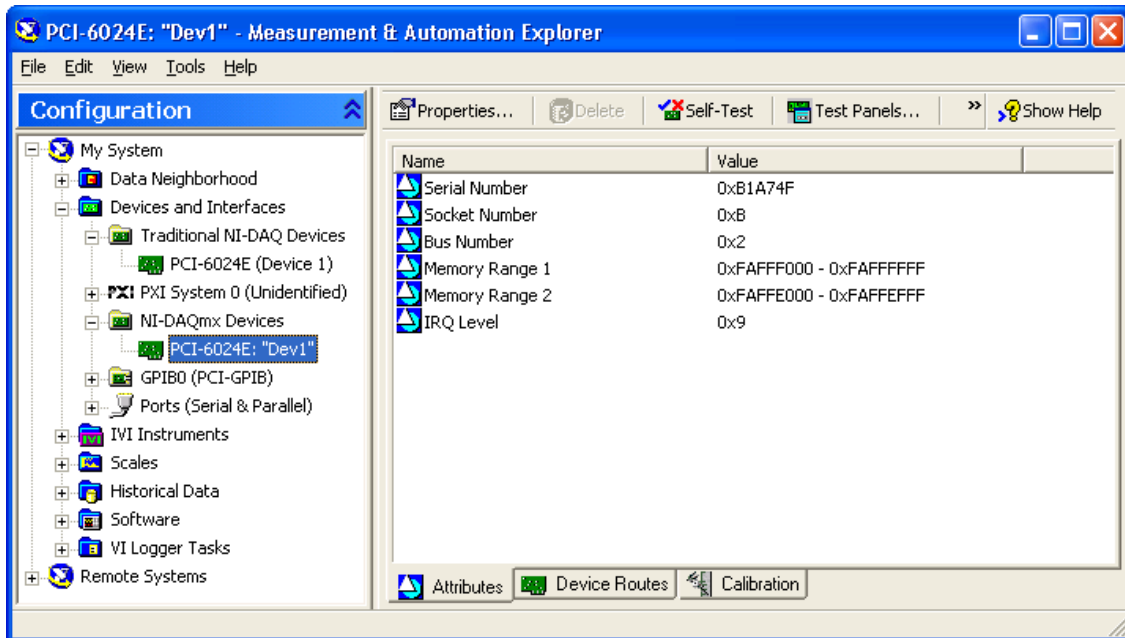 PCI-6024E: "Dev1" - Measurement & Automation Explorer
File Edit View Tools Help
Configuration
Properties... Delete Self-Test Test Panels... » Show Help
My System
Data Neighborhood
Devices and Interfaces
Traditional NI-DAQ Devices
PCI-6024E (Device 1)
PXI PXI System 0 (Unidentified)
NI-DAQmx Devices
PCI-6024E: "Dev1"
GPIB0 (PCI-GPIB)
Ports (Serial & Parallel)
IVI IVI Instruments
Scales
Historical Data
Software
VI Logger Tasks
Remote Systems
Name Value
Serial Number 0xB1A74F
Socket Number 0xB
Bus Number 0x2
Memory Range 1 0xFAFFF000 - 0xFAFFFFFF
Memory Range 2 0xFAFFE000 - 0xFAFFEFFF
IRQ Level 0x9
Attributes Device Routes Calibration